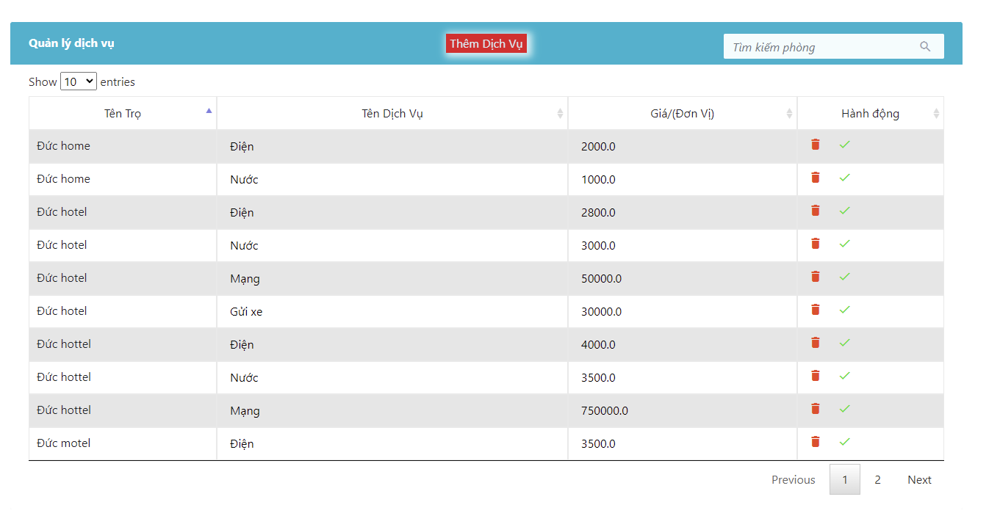 Quản lý dịch vụ Thêm Dịch Vụ Tìm kiếm phòng
Show 10 entries
Tên Trọ Tên Dịch Vụ Giá/(Đơn Vị) Hành động
Đức home Điện 2000.0
Đức home Nước 1000.0
Đức hotel Điện 2800.0
Đức hotel Nước 3000.0
Đức hotel Mạng 50000.0
Đức hotel Gửi xe 30000.0
Đức hottel Điện 4000.0
Đức hottel Nước 3500.0
Đức hottel Mạng 750000.0
Đức motel Điện 3500.0
Previous 1 2 Next